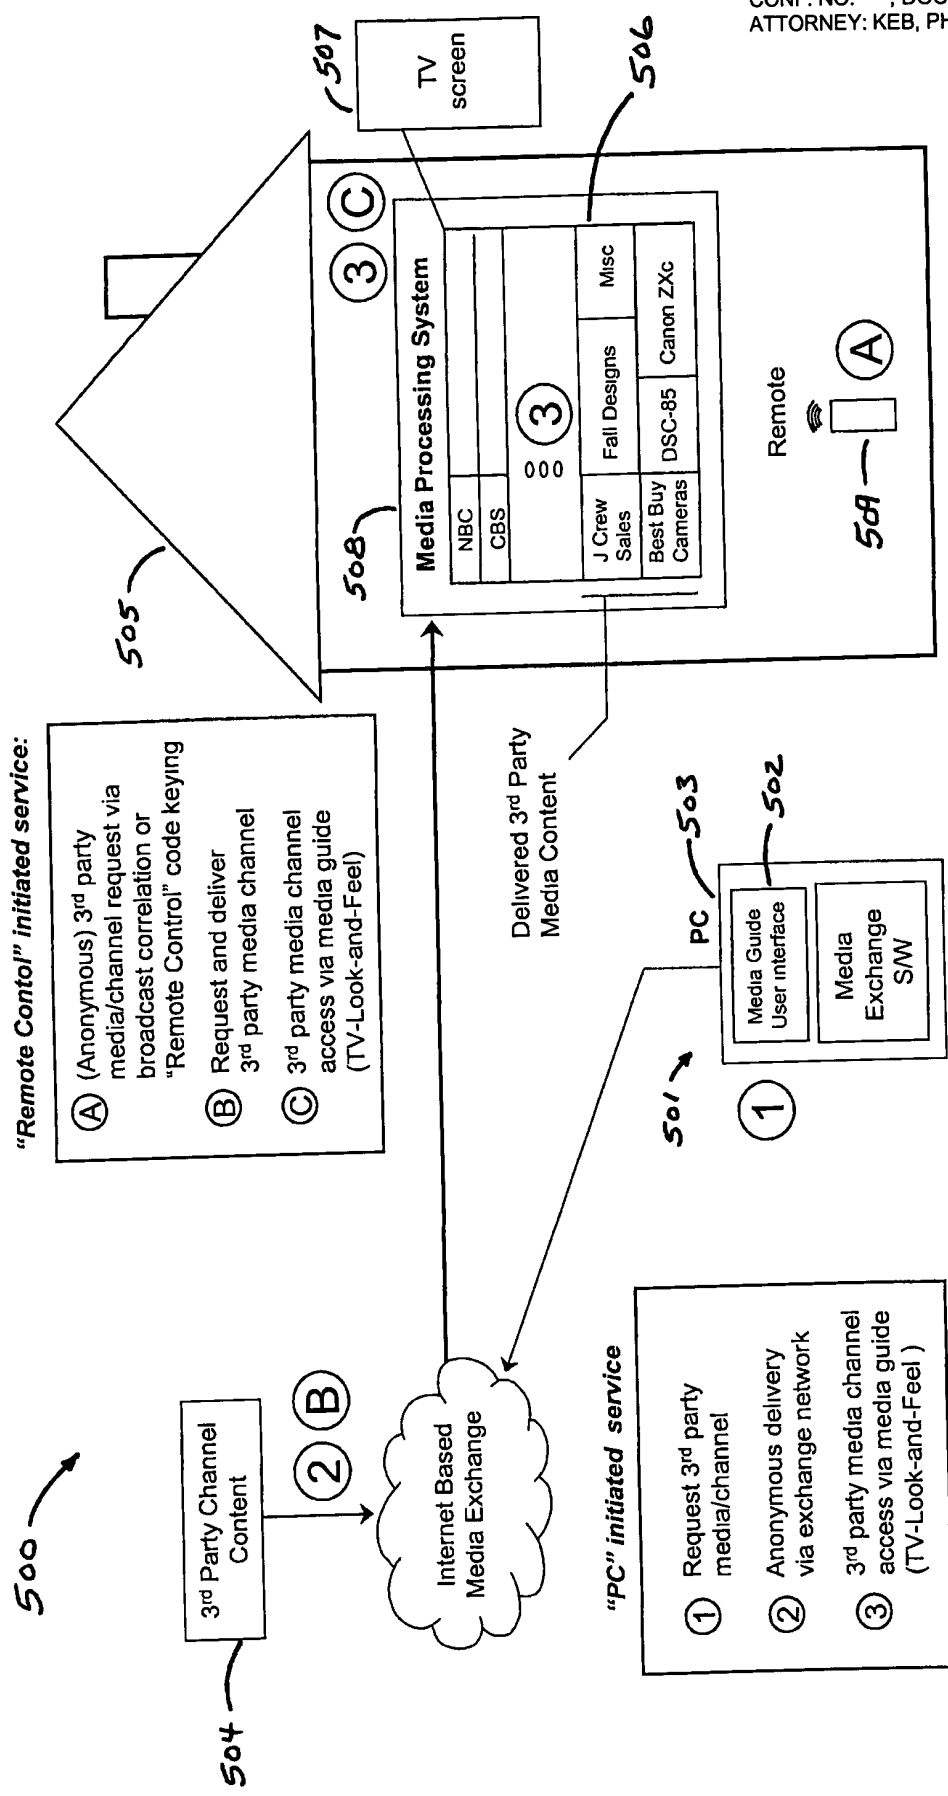 CONF. NO.
ATTORNEY: KEB, PH
500
504
3rd Party Channel
Content
2
B
Internet Based
Media Exchange
"PC" initiated service
1 Request 3rd party
media/channel
2 Anonymous delivery
via exchange network
3 3rd party media channel
access via media guide
(TV-Look-and-Feel )
"Remote Contol" initiated service:
A (Anonymous) 3rd party
media/channel request via
broadcast correlation or
"Remote Control" code keying
B Request and deliver
3rd party media channel
C 3rd party media channel
access via media guide
(TV-Look-and-Feel)
Delivered 3rd Party
Media Content
501
1
PC
503
Media Guide
User interface
502
Media
Exchange
S/W
505
3
C
508
Media Processing System
NBC
CBS
000
3
J Crew
Sales
Fall Designs
Misc
Best Buy
Cameras
DSC-85
Canon ZXc
507
TV
screen
506
Remote
509
A